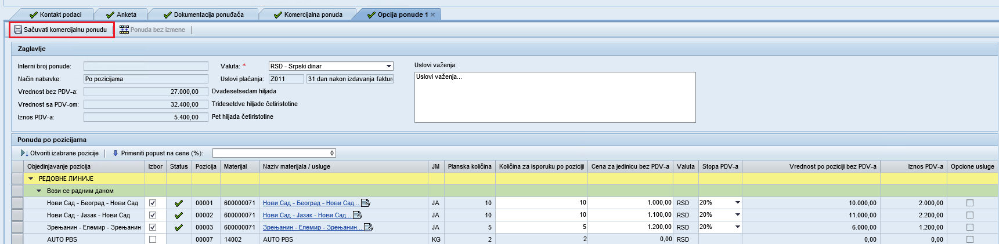 Kontakt podaci Anketa Dokumentacija ponuđača Komercijalna ponuda Opcija ponude 1
Sačuvati komercijalnu ponudu Ponuda bez izmene
Zaglavlje
Interni broj ponude: Valuta: * RSD - Srpski dinar Uslovi važenja:
Način nabavke: Po pozicijama Uslovi plaćanja: Z011 31 dan nakon izdavanja fakture Uslovi važenja...
Vrednost bez PDV-a: 27.000,00 Dvadesetsedam hiljada
Vrednost sa PDV-om: 32.400,00 Tridesetdve hiljade četiristotine
Iznos PDV-a: 5.400,00 Pet hiljada četiristotine
Ponuda po pozicijama
Otvoriti izabrane pozicije Primeniti popust na cene (%): 0
Objedinjavanje pozicija Izbor Status Pozicija Materijal Naziv materijala / usluge JM Planska količina Količina za isporuku po poziciji Cena za jedinicu bez PDV-a Valuta Stopa PDV-a Vrednost po poziciji bez PDV-a Iznos PDV-a Opcione usluge
РЕДОВНЕ ЛИНИЈЕ
Вози се радним даном
Нови Сад - Београд - Нови Сад 00001 600000071 Нови Сад - Београд - Нови Сад... JA 10 10 1.000,00 RSD 20% 10.000,00 2.000,00
Нови Сад - Јазак - Нови Сад 00002 600000071 Нови Сад - Јазак - Нови Сад... JA 10 10 1.100,00 RSD 20% 11.000,00 2.200,00
Зрењанин - Елемир - Зрењанин 00003 600000071 Зрењанин - Елемир - Зрењанин... JA 5 5 1.200,00 RSD 20% 6.000,00 1.200,00
AUTO PBS 00007 14002 AUTO PBS KG 2 2 0,00 RSD 0,00 0,00